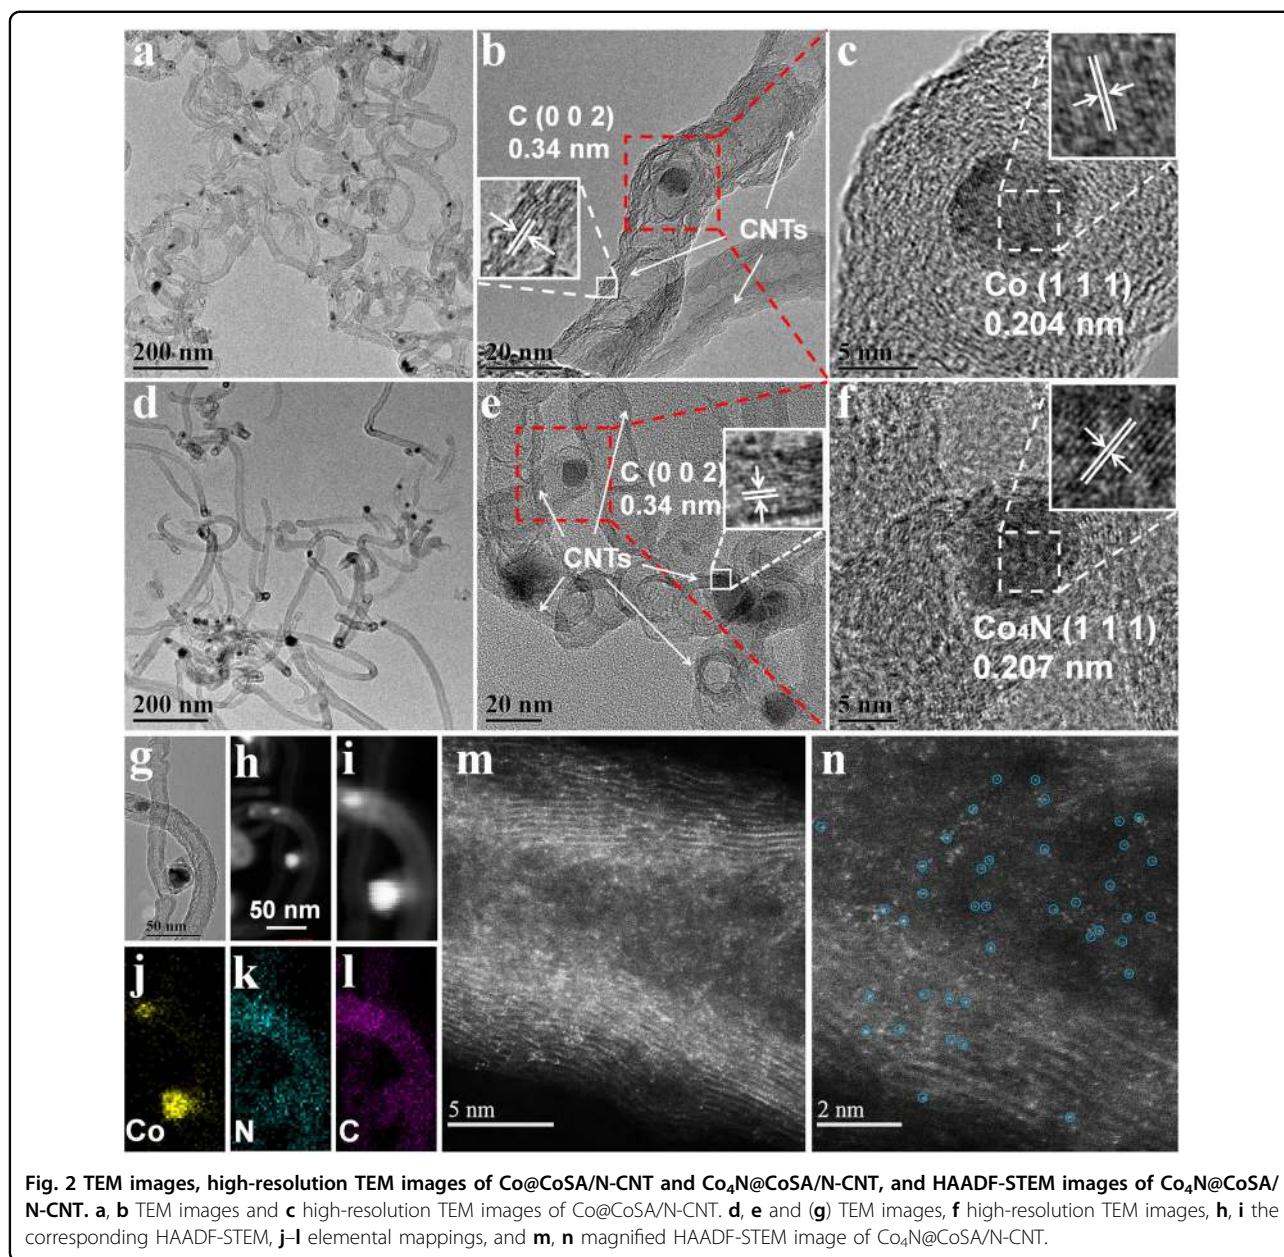 a
200 nm
b
C (0 0 2)
0.34 nm
CNTs
20 nm
c
Co (1 1 1)
0.204 nm
5 nm
d
200 nm
e
C (0 0 2)
0.34 nm
CNTs
20 nm
f
Co₄N (1 1 1)
0.207 nm
5 nm
g
50 nm
h
50 nm
i
j
Co
k
N
l
C
m
5 nm
n
2 nm
Fig. 2 TEM images, high-resolution TEM images of Co@CoSA/N-CNT and Co₄N@CoSA/N-CNT, and HAADF-STEM images of Co₄N@CoSA/
N-CNT. a, b TEM images and c high-resolution TEM images of Co@CoSA/N-CNT. d, e and (g) TEM images, f high-resolution TEM images, h, i the
corresponding HAADF-STEM, j–l elemental mappings, and m, n magnified HAADF-STEM image of Co₄N@CoSA/N-CNT.